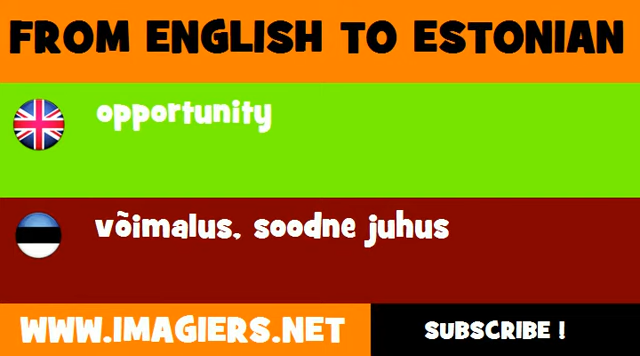 FROM ENGLISH TO ESTONIAN
opportunity
võimalus, soodne juhus
WWW.IMAGIERS.NET
SUBSCRIBE !